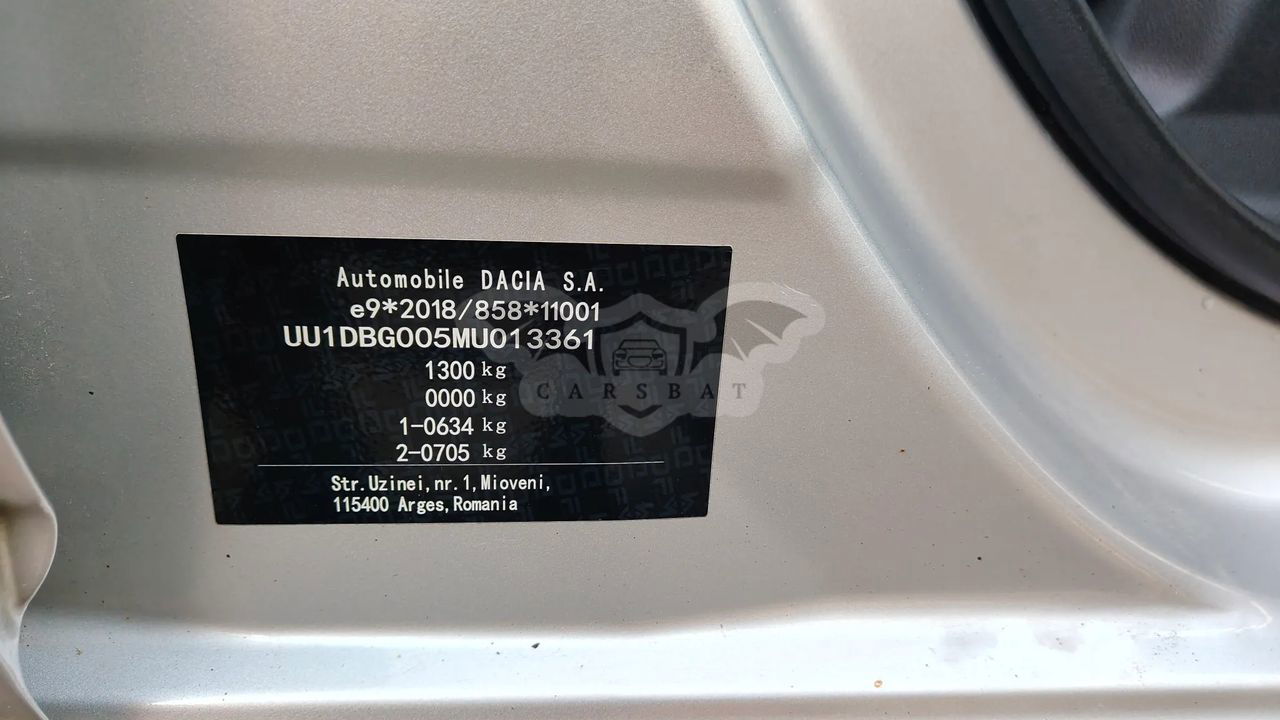 Automobile DACIA S.A.
e9*2018/858*11001
UU1DBG005MU013361
1300 kg
0000 kg
1-0634 kg
2-0705 kg
Str.Uzinei,nr.1,Mioveni,
115400 Arges,Romania
CARSBAT